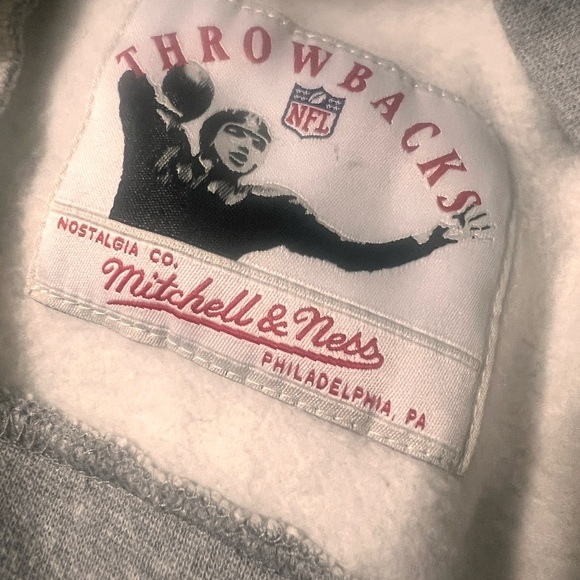 THROWBACKS
NFL
NOSTALGIA CO.
Mitchell & Ness
PHILADELPHIA, PA